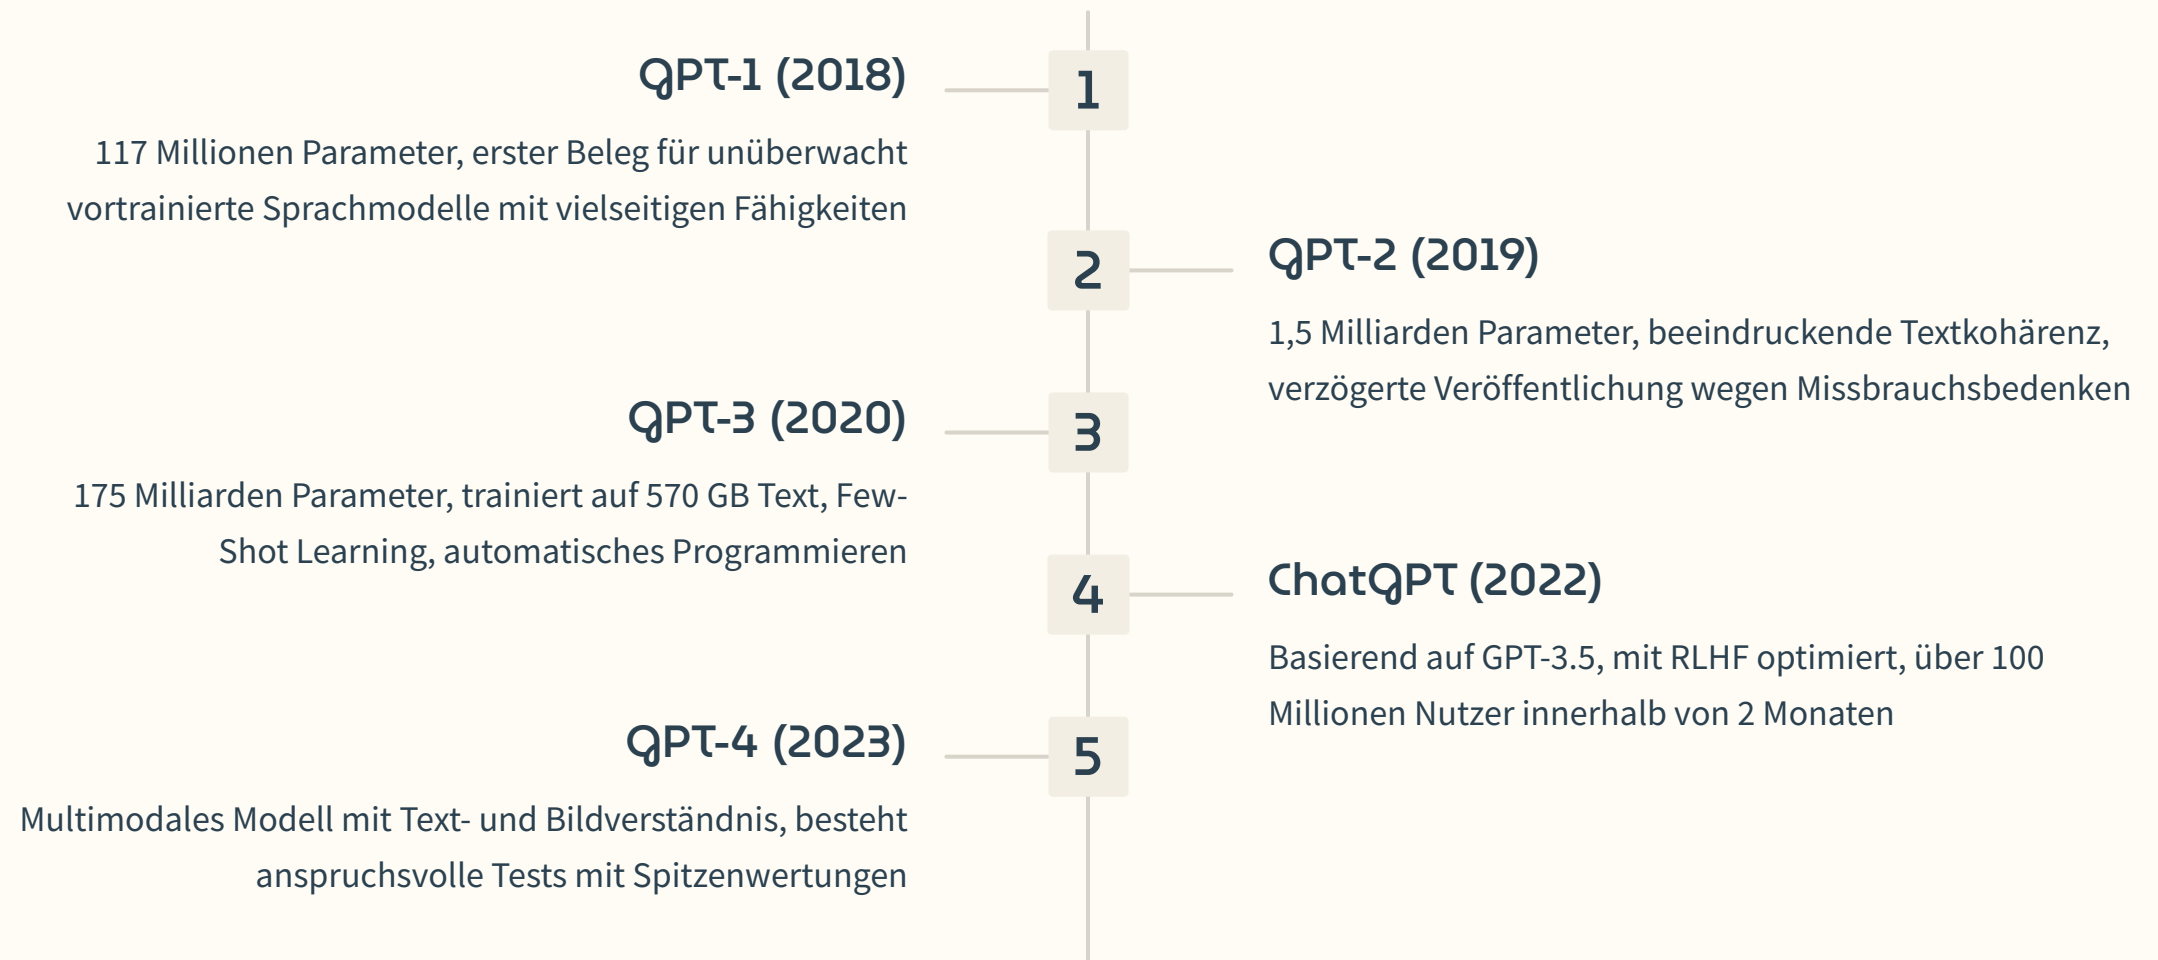 1
GPT-1 (2018)
117 Millionen Parameter, erster Beleg für unüberwacht
vortrainierte Sprachmodelle mit vielseitigen Fähigkeiten
2
GPT-2 (2019)
1,5 Milliarden Parameter, beeindruckende Textkohärenz,
verzögerte Veröffentlichung wegen Missbrauchsbedenken
3
GPT-3 (2020)
175 Milliarden Parameter, trainiert auf 570 GB Text, Few-
Shot Learning, automatisches Programmieren
4
ChatGPT (2022)
Basierend auf GPT-3.5, mit RLHF optimiert, über 100
Millionen Nutzer innerhalb von 2 Monaten
5
GPT-4 (2023)
Multimodales Modell mit Text- und Bildverständnis, besteht
anspruchsvolle Tests mit Spitzenwertungen